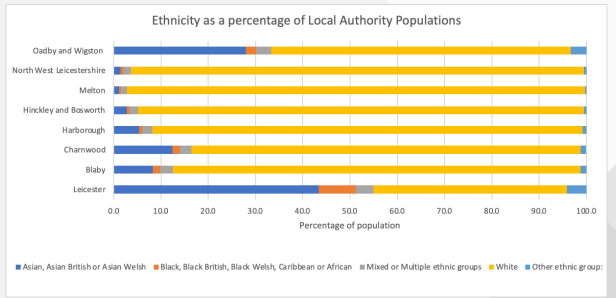 Ethnicity as a percentage of Local Authority Populations
Oadby and Wigston
North West Leicestershire
Melton
Hinckley and Bosworth
Harborough
Charnwood
Blaby
Leicester
0.0 10.0 20.0 30.0 40.0 50.0 60.0 70.0 80.0 90.0 100.0
Percentage of population
Asian, Asian British or Asian Welsh Black, Black British, Black Welsh, Caribbean or African Mixed or Multiple ethnic groups White Other ethnic group: